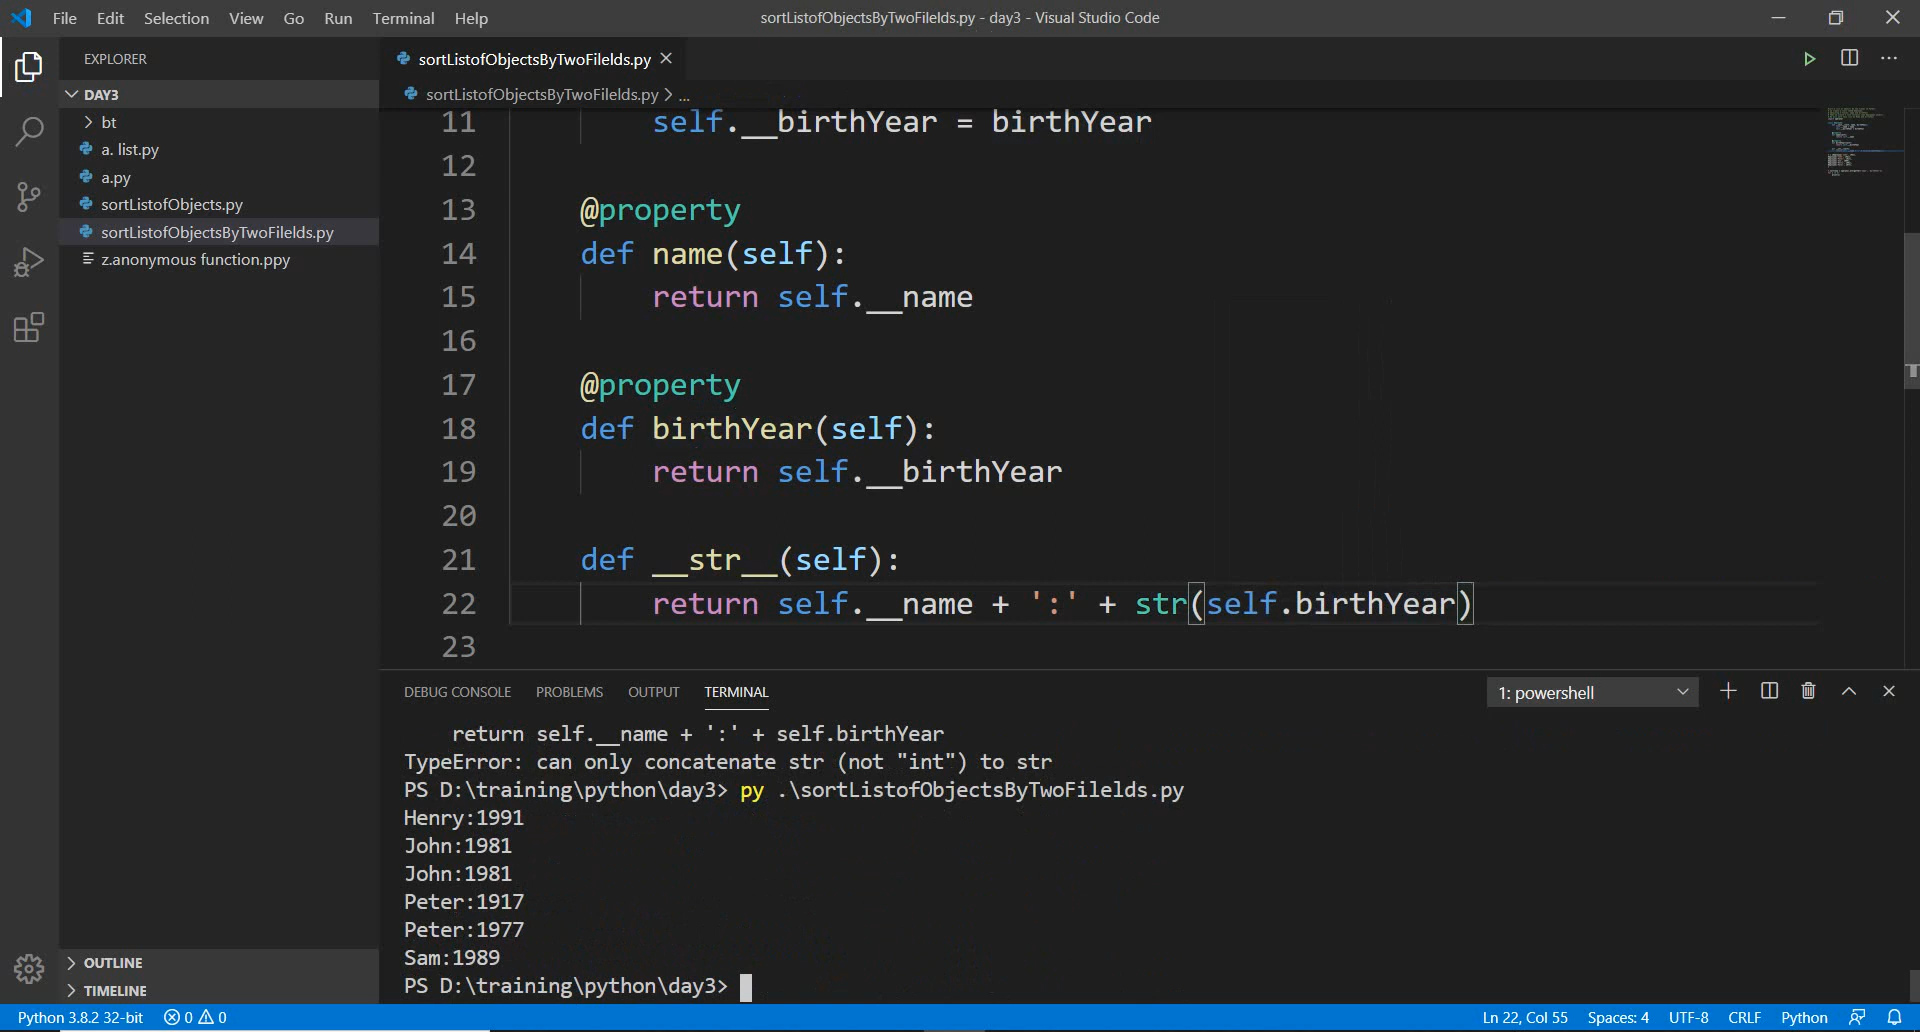 File Edit Selection View Go Run Terminal Help
sortListofObjectsByTwoFilelds.py - day3 - Visual Studio Code
EXPLORER
DAY3
bt
a. list.py
a.py
sortListofObjects.py
sortListofObjectsByTwoFilelds.py
z.anonymous function.ppy
OUTLINE
TIMELINE
sortListofObjectsByTwoFilelds.py
sortListofObjectsByTwoFilelds.py > ...
11 self.__birthYear = birthYear
12
13 @property
14 def name(self):
15 return self.__name
16
17 @property
18 def birthYear(self):
19 return self.__birthYear
20
21 def __str__(self):
22 return self.__name + ':' + str(self.birthYear)
23
DEBUG CONSOLE PROBLEMS OUTPUT TERMINAL 1: powershell
return self.__name + ':' + self.birthYear
TypeError: can only concatenate str (not "int") to str
PS D:\training\python\day3> py .\sortListofObjectsByTwoFilelds.py
Henry:1991
John:1981
John:1981
Peter:1917
Peter:1977
Sam:1989
PS D:\training\python\day3>
Python 3.8.2 32-bit 0 0 Ln 22, Col 55 Spaces: 4 UTF-8 CRLF Python